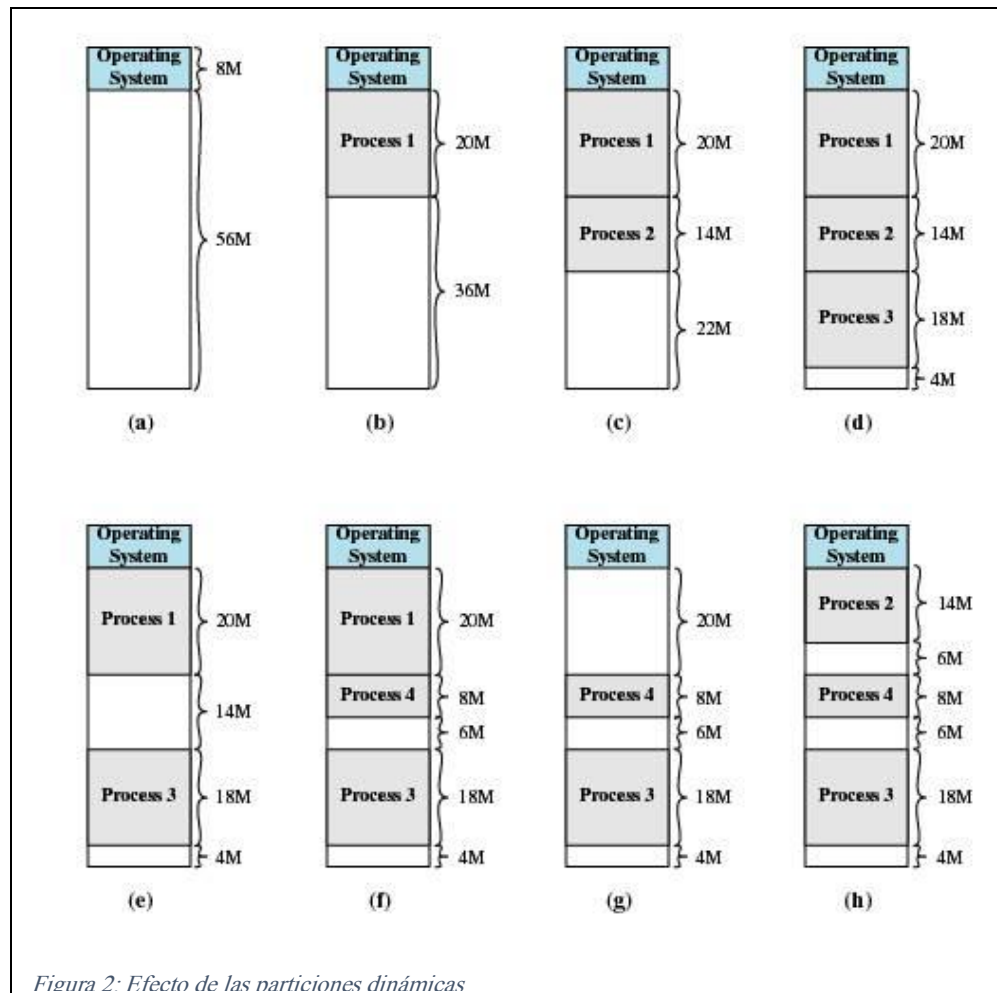 Operating
System
8M
56M
(a)
Operating
System
Process 1
20M
36M
(b)
Operating
System
Process 1
20M
Process 2
14M
22M
(c)
Operating
System
Process 1
20M
Process 2
14M
Process 3
18M
4M
(d)
Operating
System
Process 1
20M
14M
Process 3
18M
4M
(e)
Operating
System
Process 1
20M
Process 4
8M
6M
Process 3
18M
4M
(f)
Operating
System
20M
Process 4
8M
6M
Process 3
18M
4M
(g)
Operating
System
Process 2
14M
6M
Process 4
8M
6M
Process 3
18M
4M
(h)
Figura 2: Efecto de las particiones dinámicas